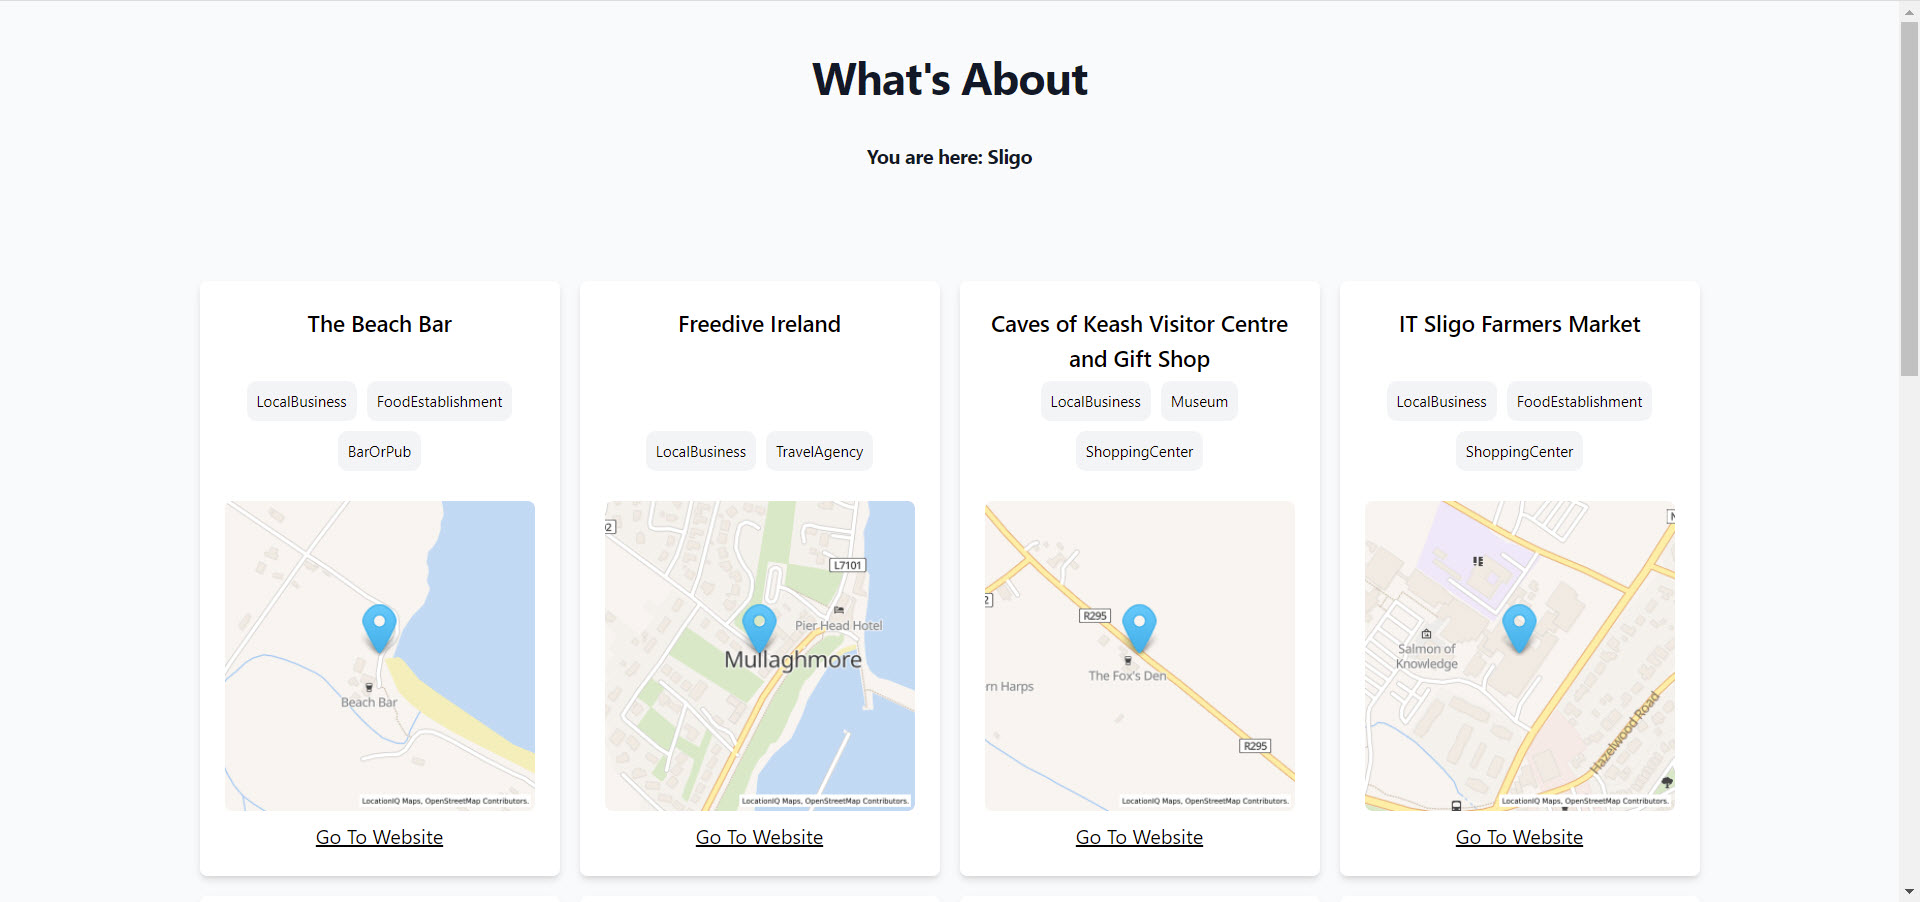 What's About
You are here: Sligo
The Beach Bar
LocalBusiness FoodEstablishment
BarOrPub
Beach Bar
LocationIQ Maps, OpenStreetMap Contributors.
Go To Website
Freedive Ireland
LocalBusiness TravelAgency
L7101
Pier Head Hotel
Mullaghmore
LocationIQ Maps, OpenStreetMap Contributors.
Go To Website
Caves of Keash Visitor Centre
and Gift Shop
LocalBusiness Museum
ShoppingCenter
R295
The Fox's Den
rn Harps
R295
LocationIQ Maps, OpenStreetMap Contributors.
Go To Website
IT Sligo Farmers Market
LocalBusiness FoodEstablishment
ShoppingCenter
Salmon of
Knowledge
Hazelwood Road
LocationIQ Maps, OpenStreetMap Contributors.
Go To Website